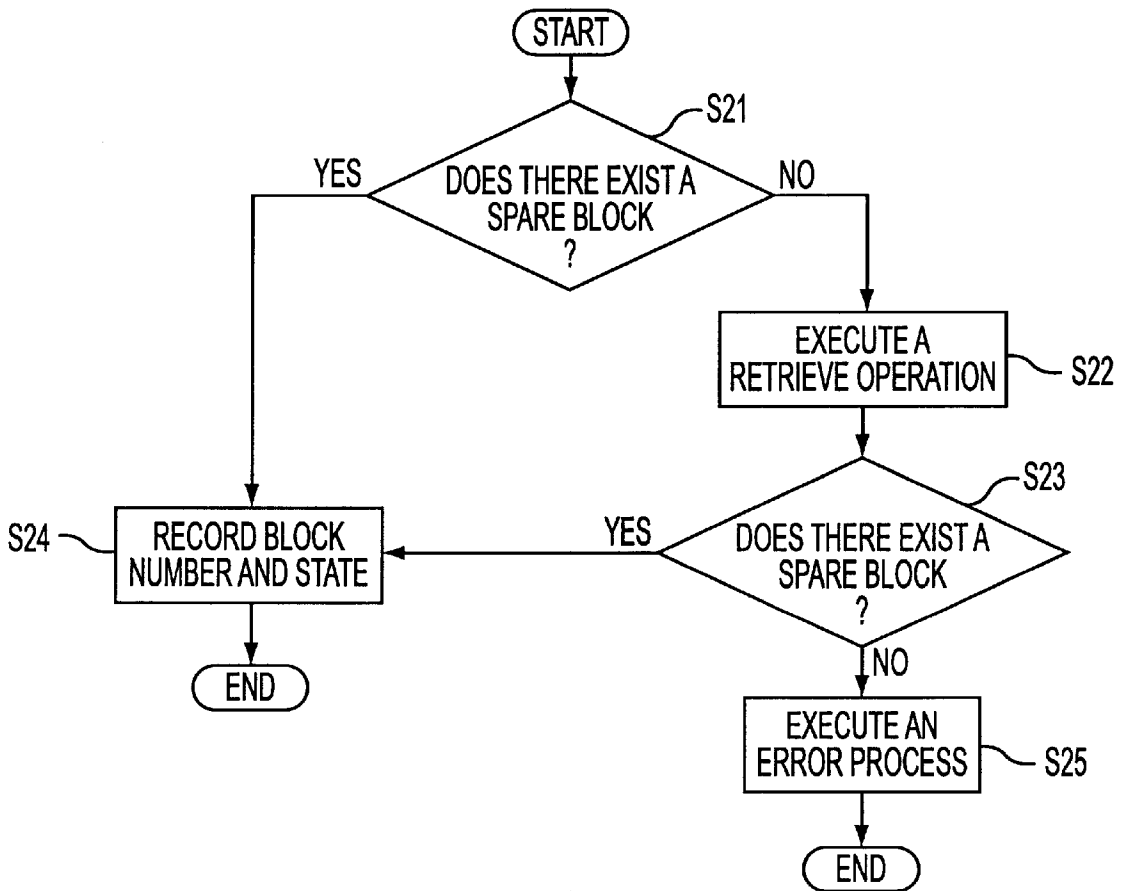 START
S21
YES
DOES THERE EXIST A
SPARE BLOCK
?
NO
EXECUTE A
RETRIEVE OPERATION
S22
S23
S24
RECORD BLOCK
NUMBER AND STATE
YES
DOES THERE EXIST A
SPARE BLOCK
?
END
NO
EXECUTE AN
ERROR PROCESS
S25
END